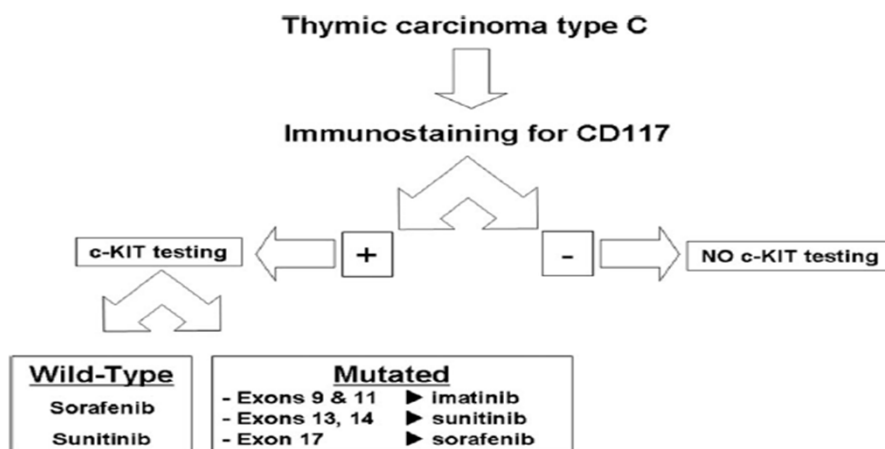 Thymic carcinoma type C
Immunostaining for CD117
c-KIT testing
+
-
NO c-KIT testing
Wild-Type
Sorafenib
Sunitinib
Mutated
- Exons 9 & 11 ► imatinib
- Exons 13, 14 ► sunitinib
- Exon 17 ► sorafenib